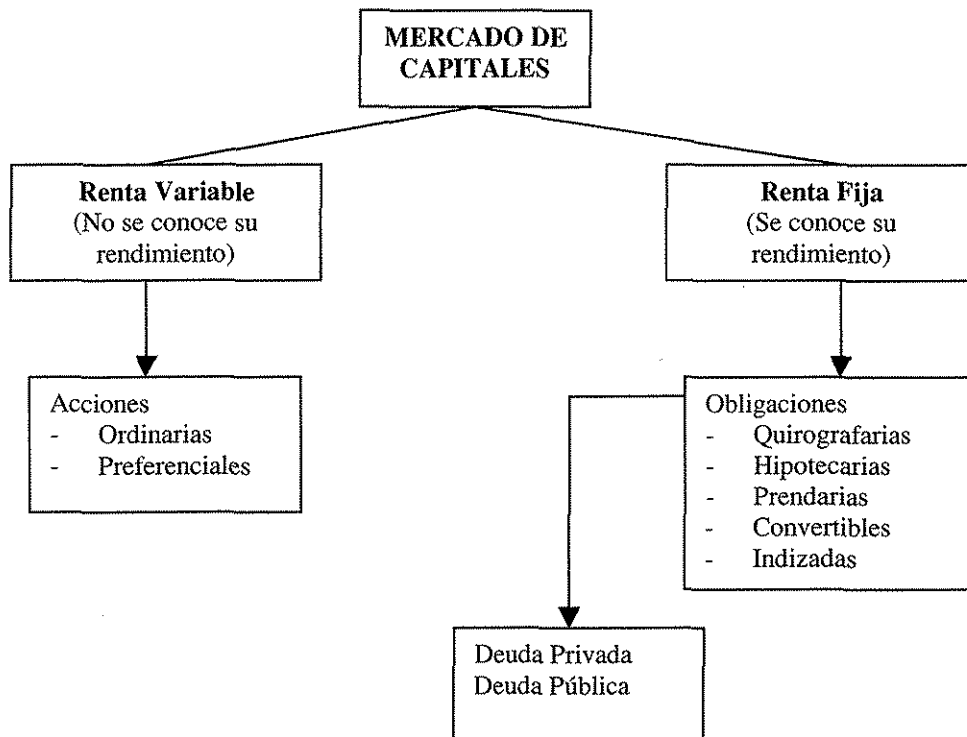 MERCADO DE
CAPITALES
Renta Variable
(No se conoce su
rendimiento)
Renta Fija
(Se conoce su
rendimiento)
Acciones
- Ordinarias
- Preferenciales
Obligaciones
- Quirografarias
- Hipotecarias
- Prendarias
- Convertibles
- Indizadas
Deuda Privada
Deuda Pública